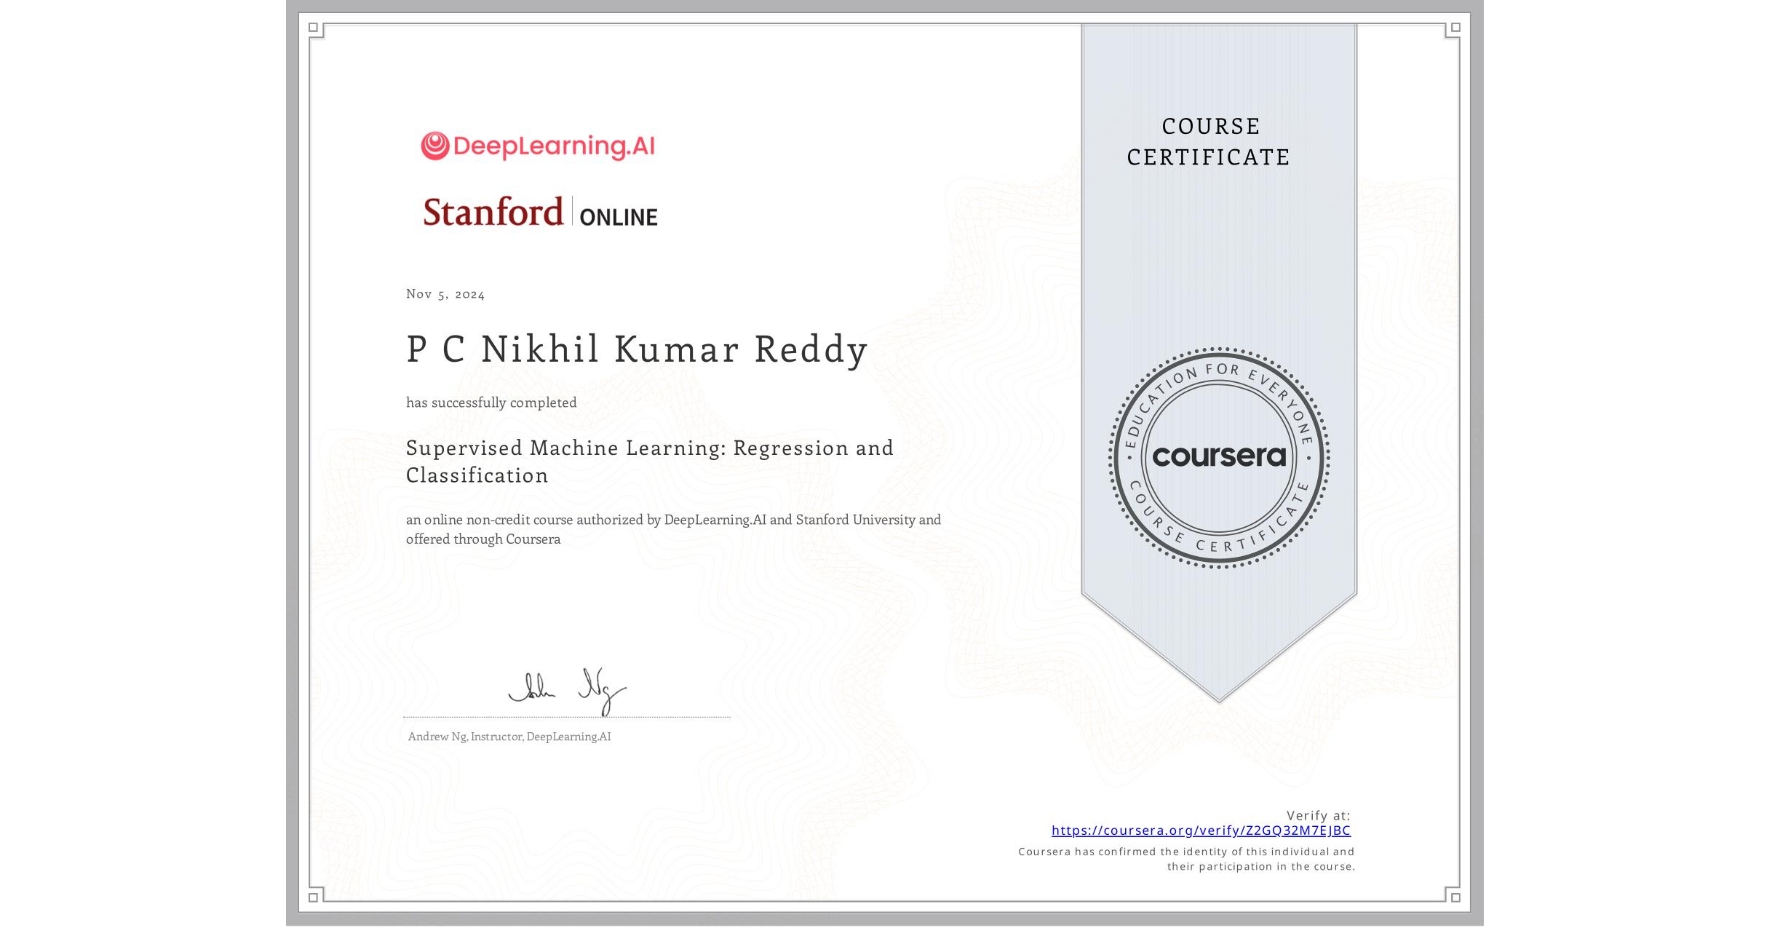 DeepLearning.AI
Stanford | ONLINE
Nov 5, 2024
P C Nikhil Kumar Reddy
has successfully completed
Supervised Machine Learning: Regression and
Classification
an online non-credit course authorized by DeepLearning.AI and Stanford University and
offered through Coursera
Andrew Ng, Instructor, DeepLearning.AI
COURSE
CERTIFICATE
EDUCATION FOR EVERYONE
coursera
COURSE CERTIFICATE
Verify at:
https://coursera.org/verify/Z2GQ32M7EJBC
Coursera has confirmed the identity of this individual and
their participation in the course.